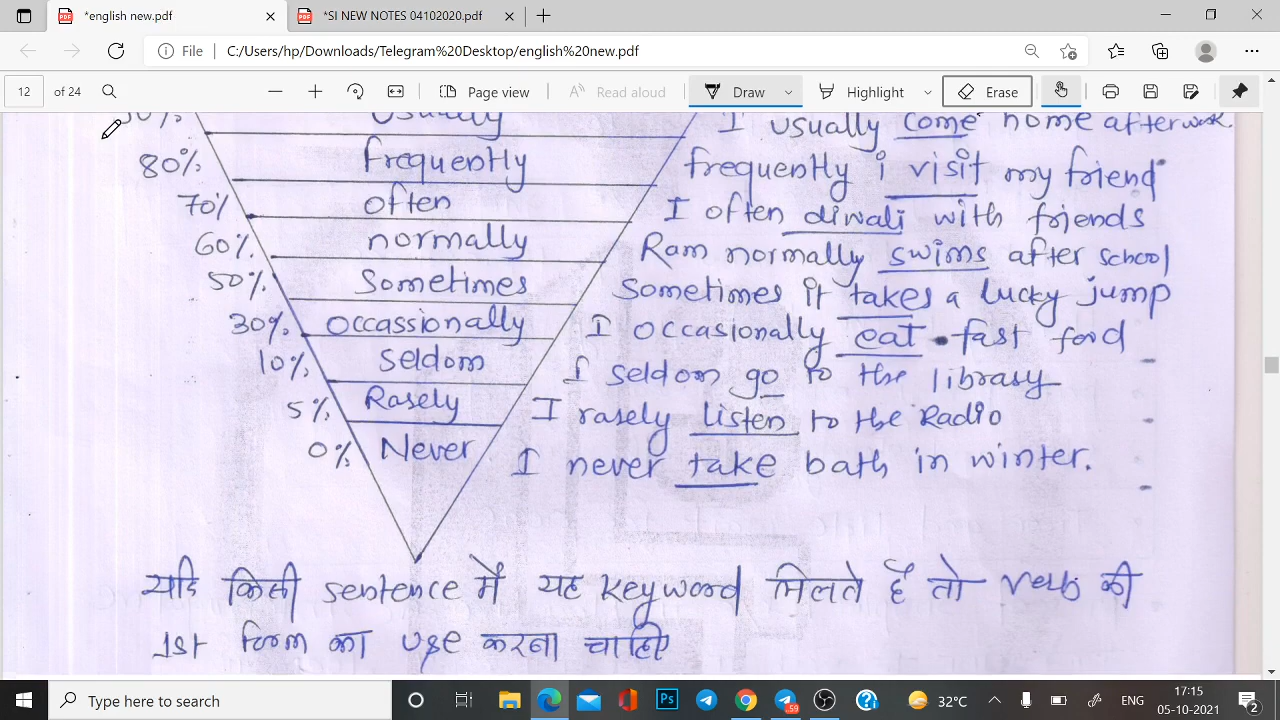 *english new.pdf
*SI NEW NOTES 04102020.pdf
File C:/Users/hp/Downloads/Telegram%20Desktop/english%20new.pdf
12 of 24 Page view Read aloud Draw Highlight Erase
usually I usually come home after work.
80% frequently frequently i visit my friend
70% often I often diwali with friends
60% normally Ram normally swims after school
50% Sometimes Sometimes it takes a lucky jump
30% occassionally I occasionally eat fast food
10% seldom I seldom go to the library
5% Rarely I rarely listen to the Radio
0% Never I never take bath in winter.
यदि किसी sentence में यह keyword मिलते है तो verb की
1st form का use करना चाहिए
Type here to search
Ps
59
32°C
ENG
17:15
05-10-2021
2